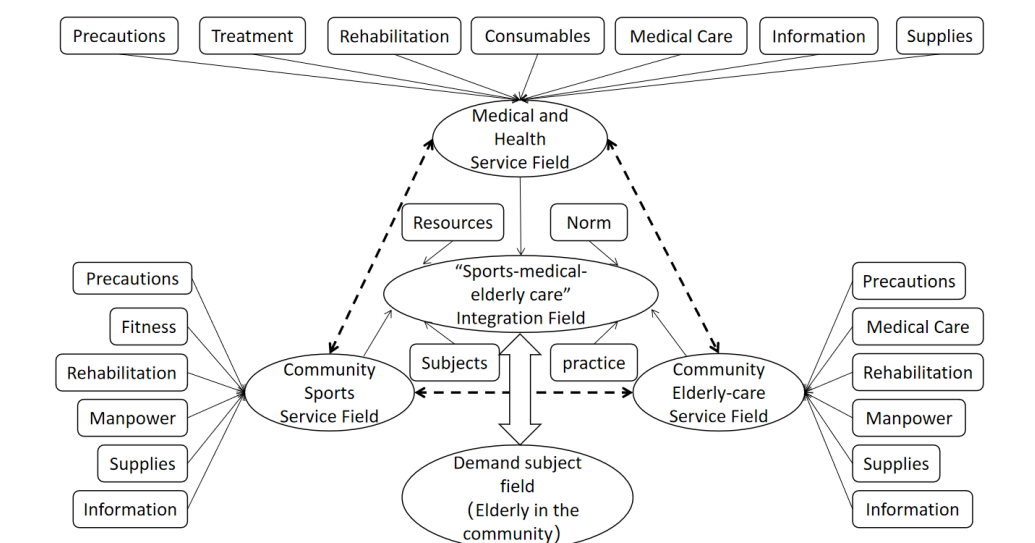 Precautions
Treatment
Rehabilitation
Consumables
Medical Care
Information
Supplies
Medical and
Health
Service Field
Resources
Norm
“Sports-medical-
elderly care”
Integration Field
Subjects
practice
Precautions
Fitness
Rehabilitation
Manpower
Supplies
Information
Community
Sports
Service Field
Community
Elderly-care
Service Field
Precautions
Medical Care
Rehabilitation
Manpower
Supplies
Information
Demand subject
field
（Elderly in the
community）